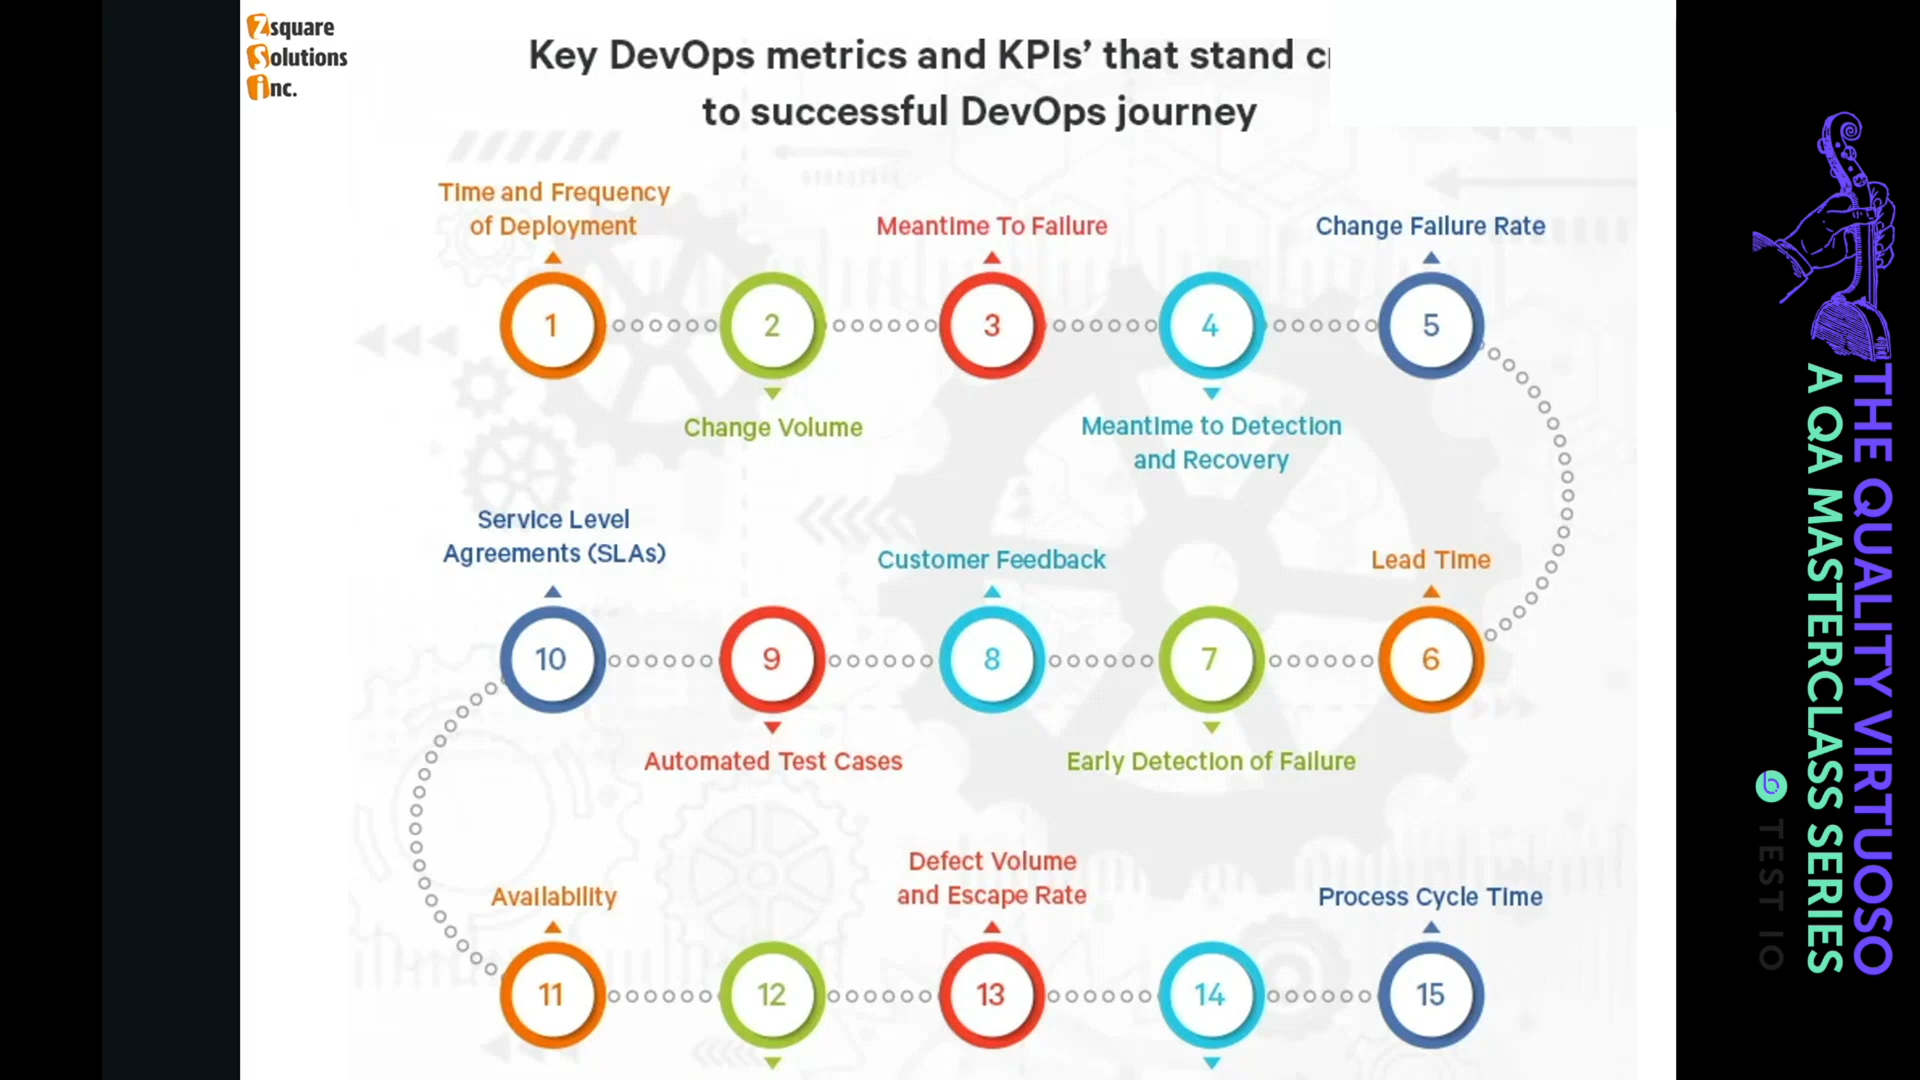 Zsquare
Solutions
inc.
Key DevOps metrics and KPIs’ that stand
to successful DevOps journey
Time and Frequency
of Deployment
Meantime To Failure
Change Failure Rate
1
2
3
4
5
Change Volume
Meantime to Detection
and Recovery
Service Level
Agreements (SLAs)
Customer Feedback
Lead Time
10
9
8
7
6
Automated Test Cases
Early Detection of Failure
Availability
Defect Volume
and Escape Rate
Process Cycle Time
11
12
13
14
15
THE QUALITY VIRTUOSO
A QA MASTERCLASS SERIES
TEST IO